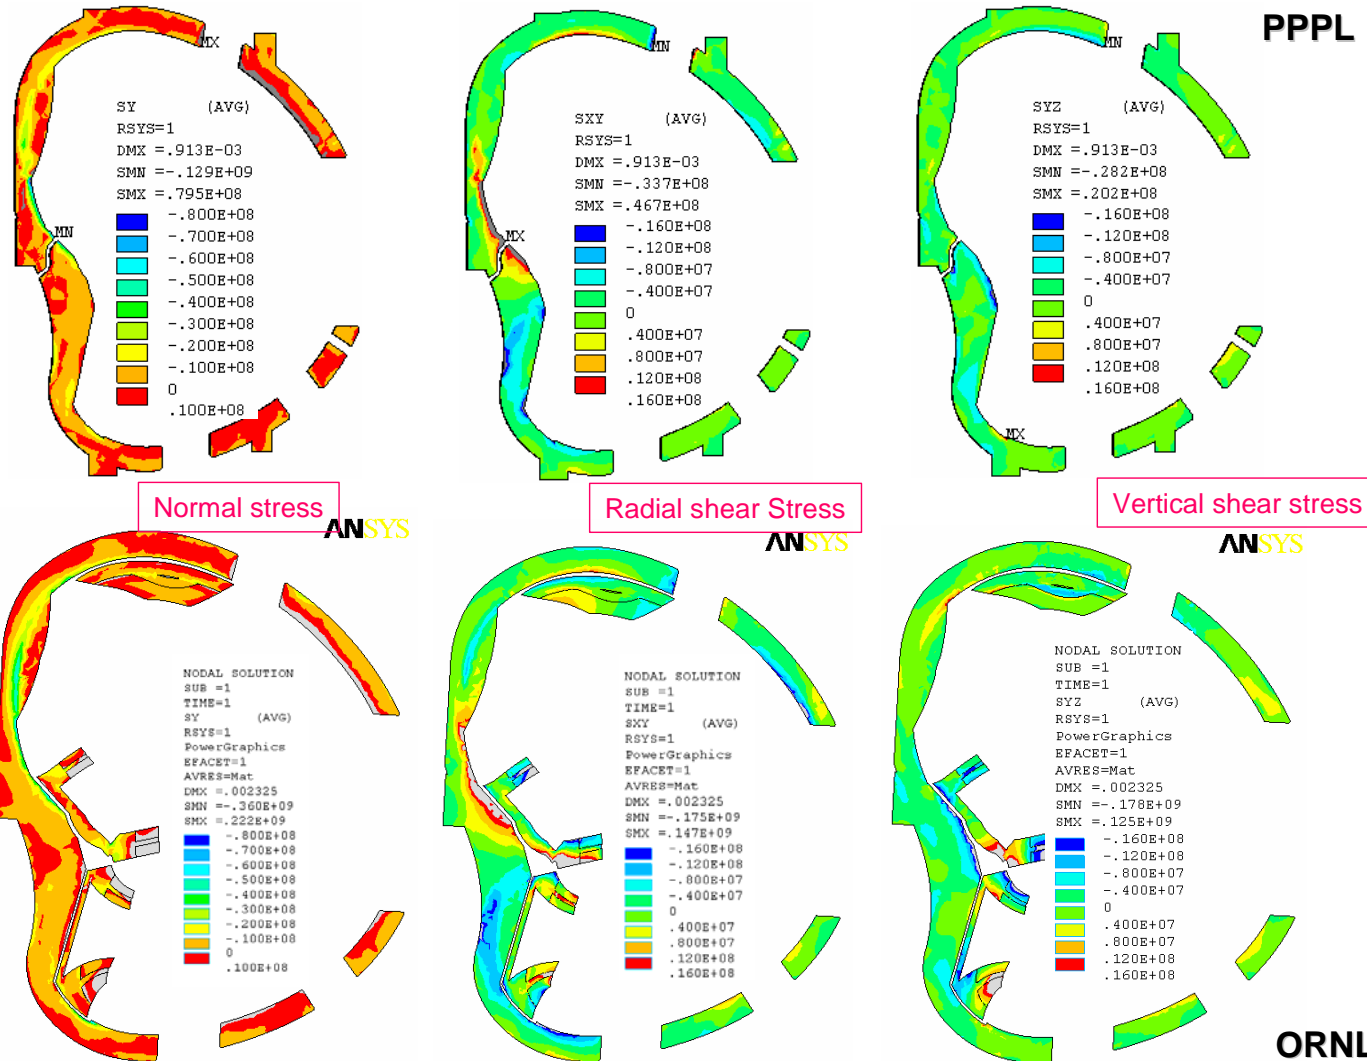 PPPL
MX
SY (AVG)
RSYS=1
DMX =.913E-03
SMN =-.129E+09
SMX =.795E+08
-.800E+08
-.700E+08
-.600E+08
-.500E+08
-.400E+08
-.300E+08
-.200E+08
-.100E+08
0
.100E+08
MN
MN
SXY (AVG)
RSYS=1
DMX =.913E-03
SMN =-.337E+08
SMX =.467E+08
-.160E+08
-.120E+08
-.800E+07
-.400E+07
0
.400E+07
.800E+07
.120E+08
.160E+08
MX
MN
SYZ (AVG)
RSYS=1
DMX =.913E-03
SMN =-.282E+08
SMX =.202E+08
-.160E+08
-.120E+08
-.800E+07
-.400E+07
0
.400E+07
.800E+07
.120E+08
.160E+08
MX
Normal stress
Radial shear Stress
Vertical shear stress
ANSYS
ANSYS
ANSYS
NODAL SOLUTION
SUB =1
TIME=1
SY (AVG)
RSYS=1
PowerGraphics
EFACET=1
AVRES=Mat
DMX =.002325
SMN =-.360E+09
SMX =.222E+09
-.800E+08
-.700E+08
-.600E+08
-.500E+08
-.400E+08
-.300E+08
-.200E+08
-.100E+08
0
.100E+08
NODAL SOLUTION
SUB =1
TIME=1
SXY (AVG)
RSYS=1
PowerGraphics
EFACET=1
AVRES=Mat
DMX =.002325
SMN =-.175E+09
SMX =.147E+09
-.160E+08
-.120E+08
-.800E+07
-.400E+07
0
.400E+07
.800E+07
.120E+08
.160E+08
NODAL SOLUTION
SUB =1
TIME=1
SYZ (AVG)
RSYS=1
PowerGraphics
EFACET=1
AVRES=Mat
DMX =.002325
SMN =-.178E+09
SMX =.125E+09
-.160E+08
-.120E+08
-.800E+07
-.400E+07
0
.400E+07
.800E+07
.120E+08
.160E+08
ORNL